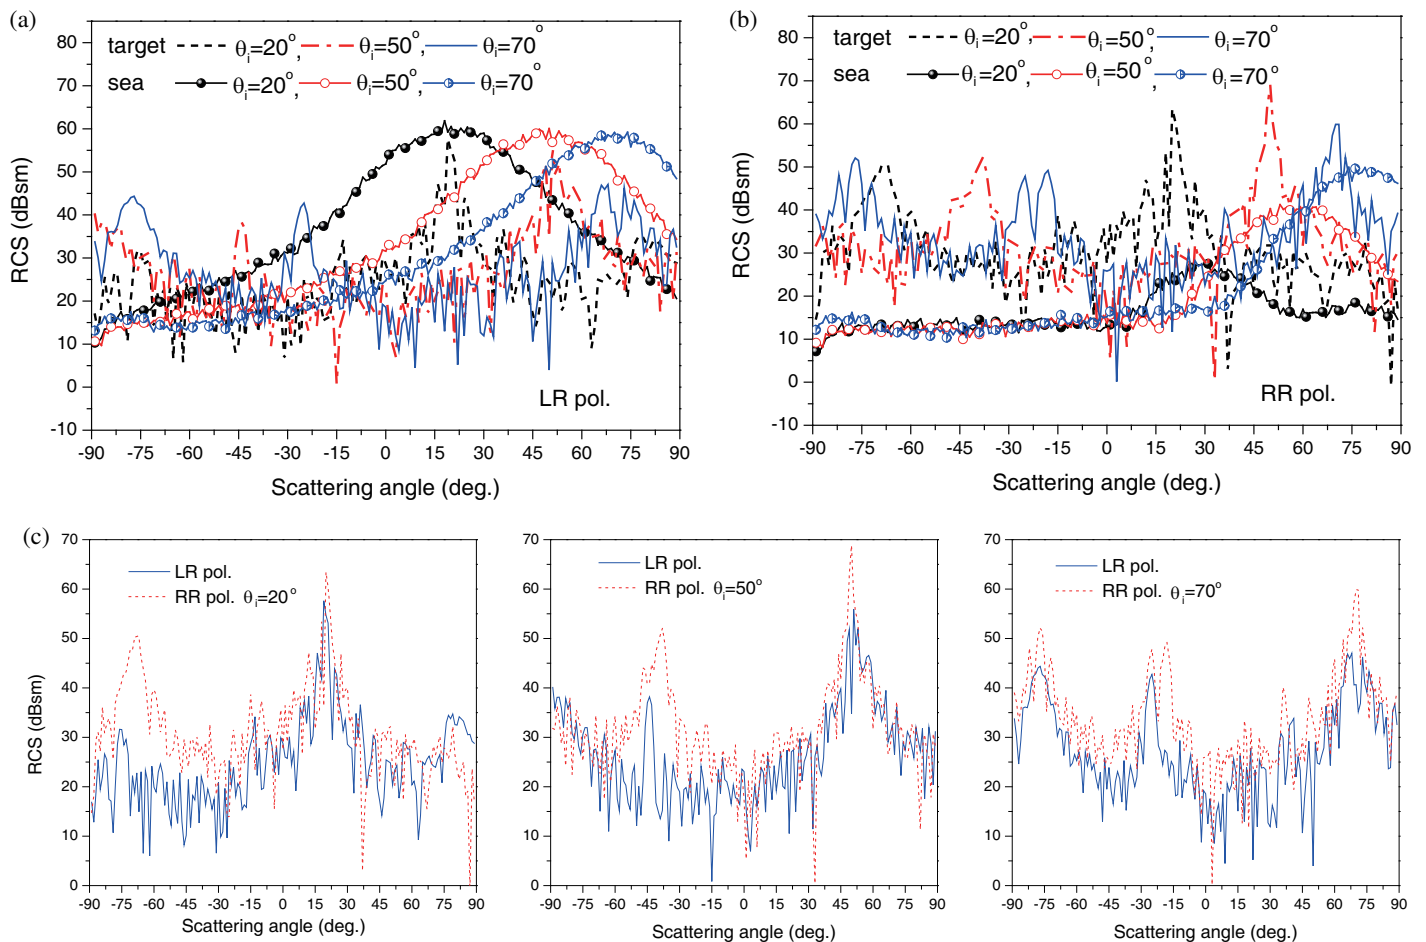 (a)
target θi=20°, θi=50°, θi=70°
sea θi=20°, θi=50°, θi=70°
80
70
60
50
40
30
20
10
0
-10
RCS (dBsm)
LR pol.
-90 -75 -60 -45 -30 -15 0 15 30 45 60 75 90
Scattering angle (deg.)
(b)
target θi=20°, θi=50°, θi=70°
sea θi=20°, θi=50°, θi=70°
80
70
60
50
40
30
20
10
0
-10
RCS (dBsm)
RR pol.
-90 -75 -60 -45 -30 -15 0 15 30 45 60 75 90
Scattering angle (deg.)
(c)
70
60
50
40
30
20
10
0
RCS (dBsm)
LR pol.
RR pol. θi=20°
-90 -75 -60 -45 -30 -15 0 15 30 45 60 75 90
Scattering angle (deg.)
70
60
50
40
30
20
10
0
LR pol.
RR pol. θi=50°
-90 -75 -60 -45 -30 -15 0 15 30 45 60 75 90
Scattering angle (deg.)
70
60
50
40
30
20
10
0
LR pol.
RR pol. θi=70°
-90 -75 -60 -45 -30 -15 0 15 30 45 60 75 90
Scattering angle (deg.)